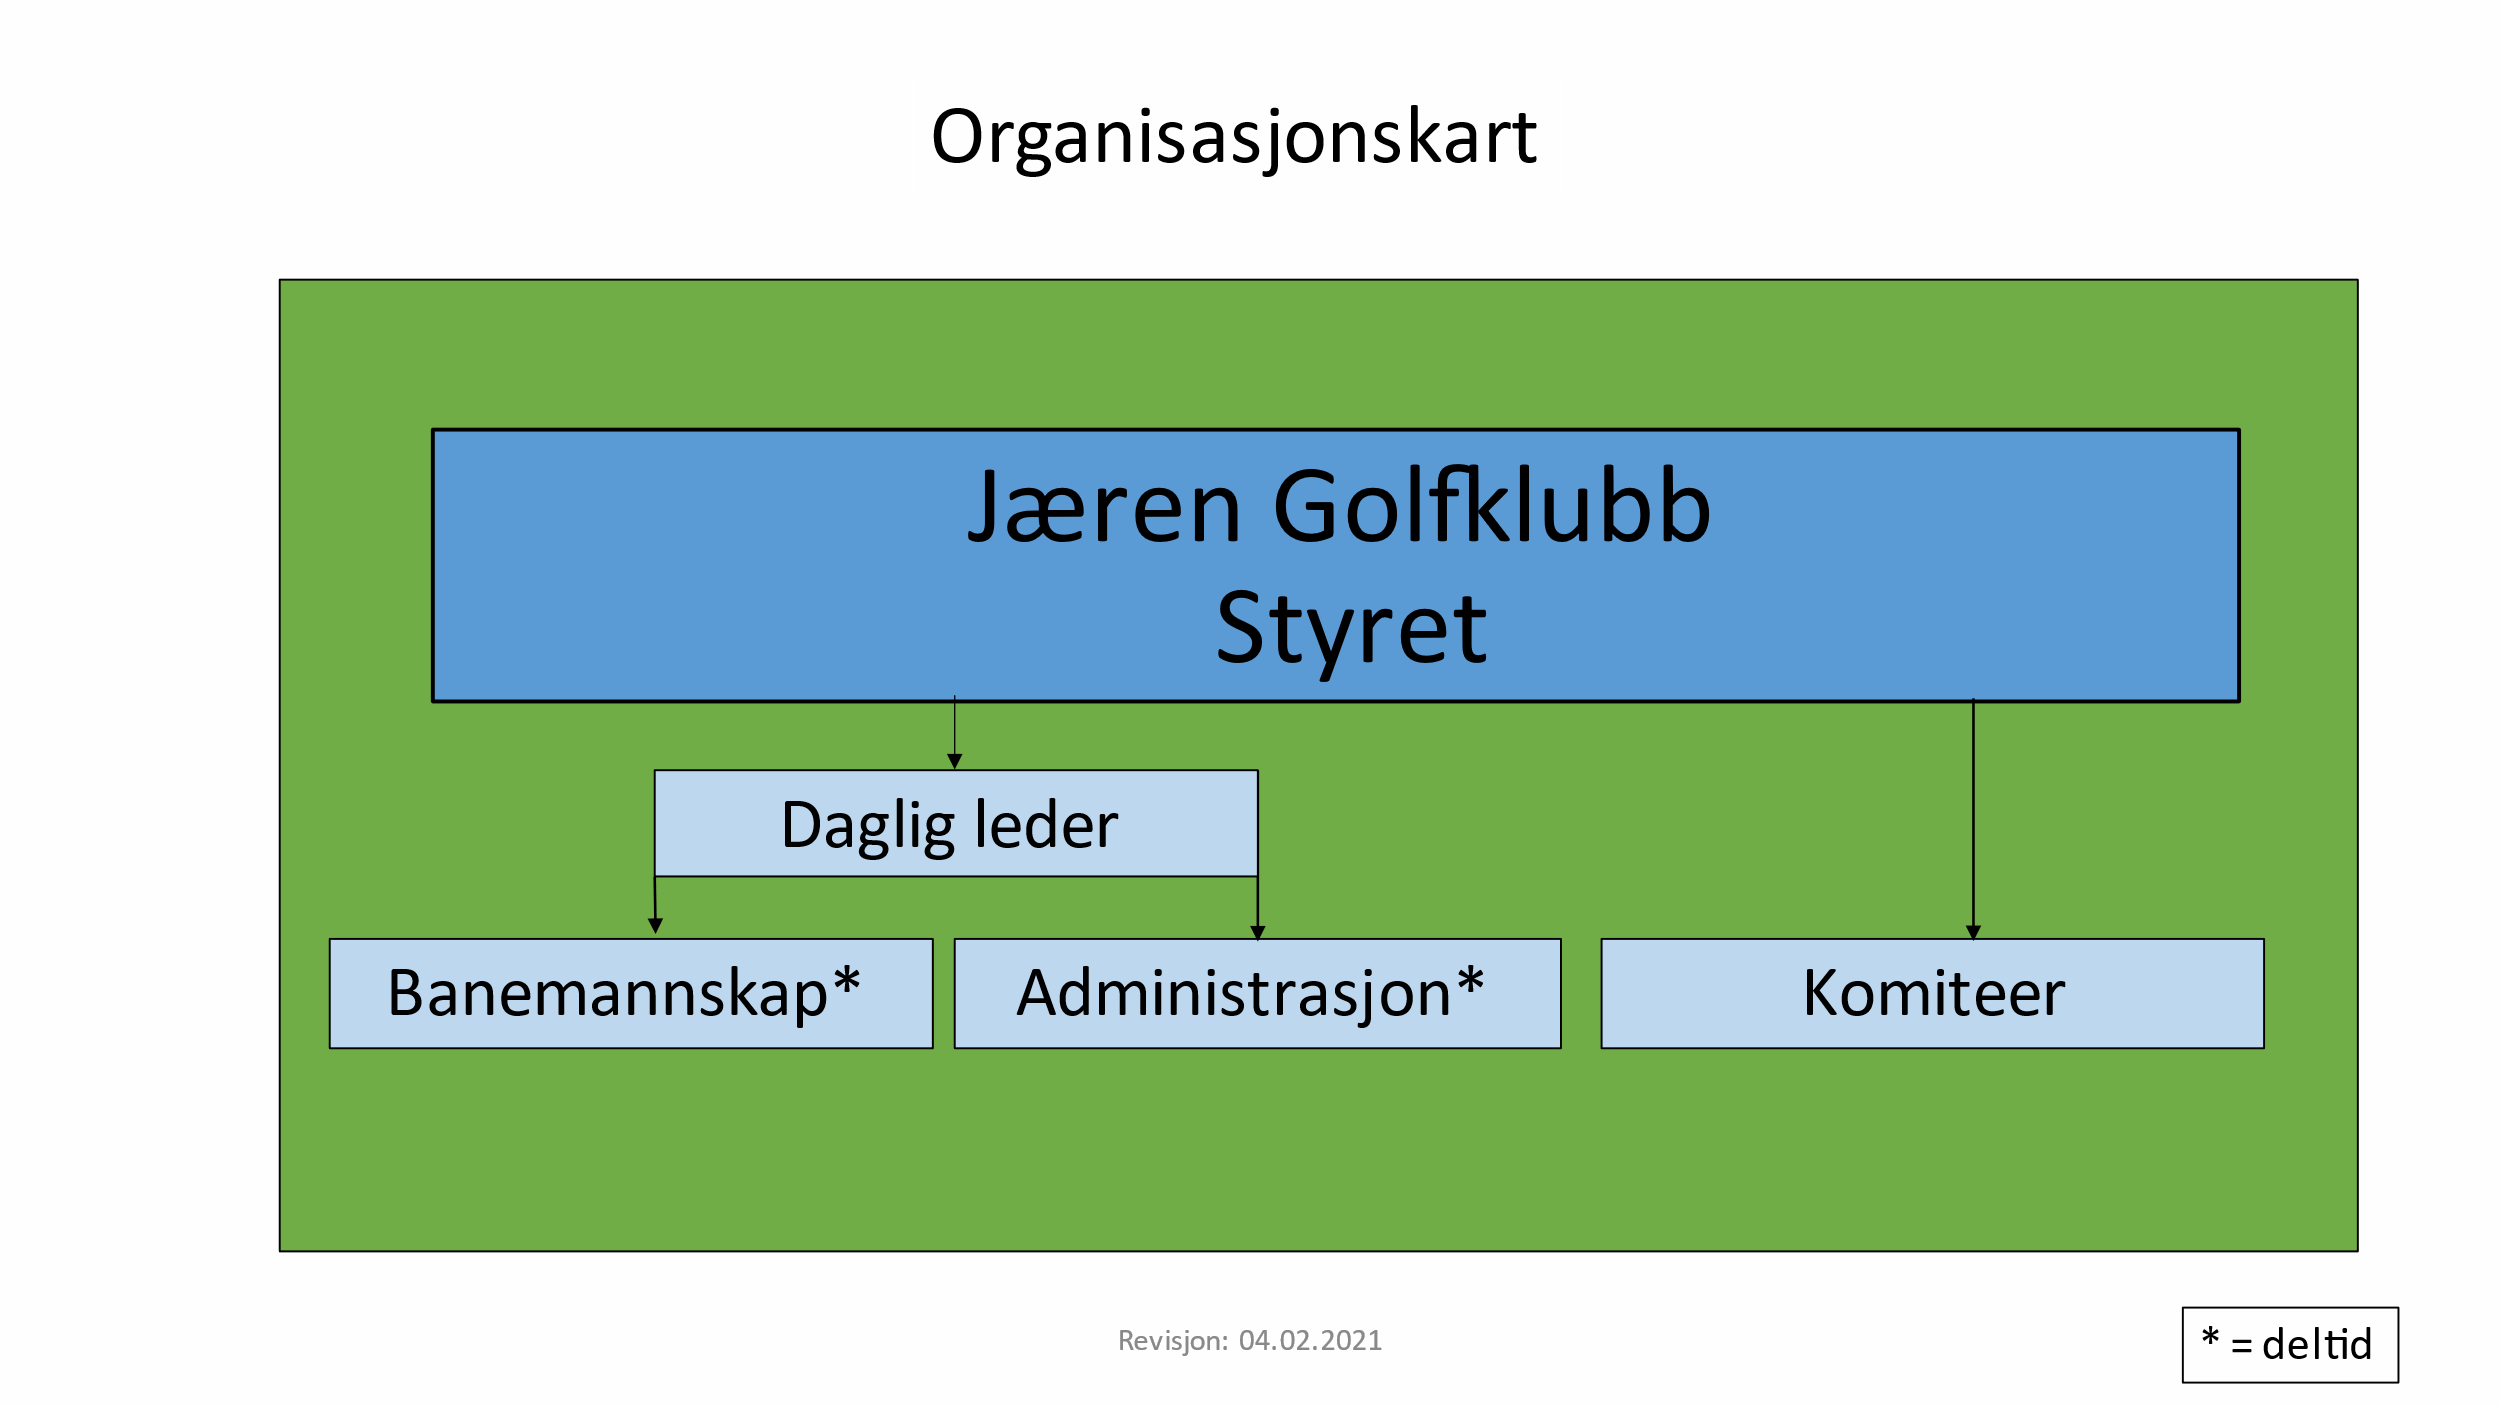 Organisasjonskart
Jæren Golfklubb
Styret
Daglig leder
Banemannskap*
Administrasjon*
Komiteer
Revisjon: 04.02.2021
* = deltid